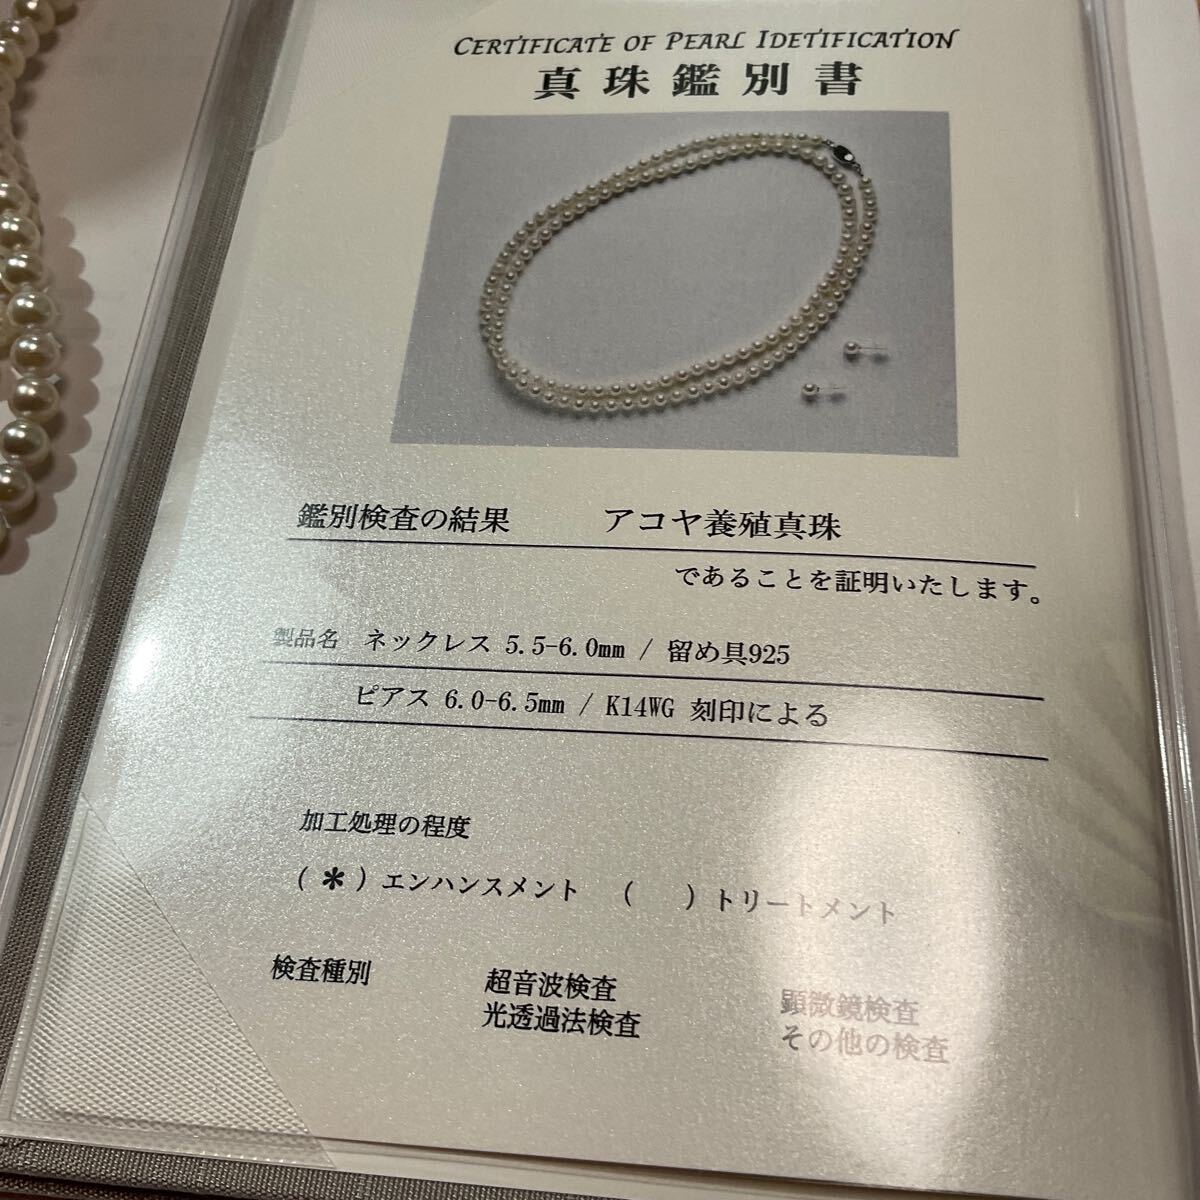 CERTIFICATE OF PEARL IDETIFICATION
真珠鑑別書
鑑別検査の結果 アコヤ養殖真珠
であることを証明いたします。
製品名 ネックレス 5.5-6.0mm / 留め具925
ピアス 6.0-6.5mm / K14WG 刻印による
加工処理の程度
(＊) エンハンスメント ( ) トリートメント
検査種別 超音波検査 顕微鏡検査
光透過法検査 その他の検査